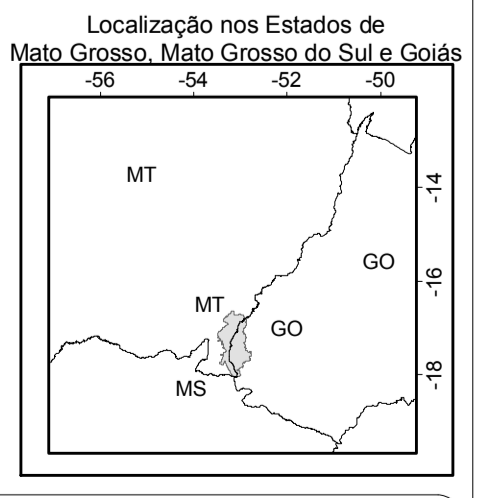 Localização nos Estados de
Mato Grosso, Mato Grosso do Sul e Goiás
-56 -54 -52 -50
MT
-14
GO
-16
MT
GO
-18
MS